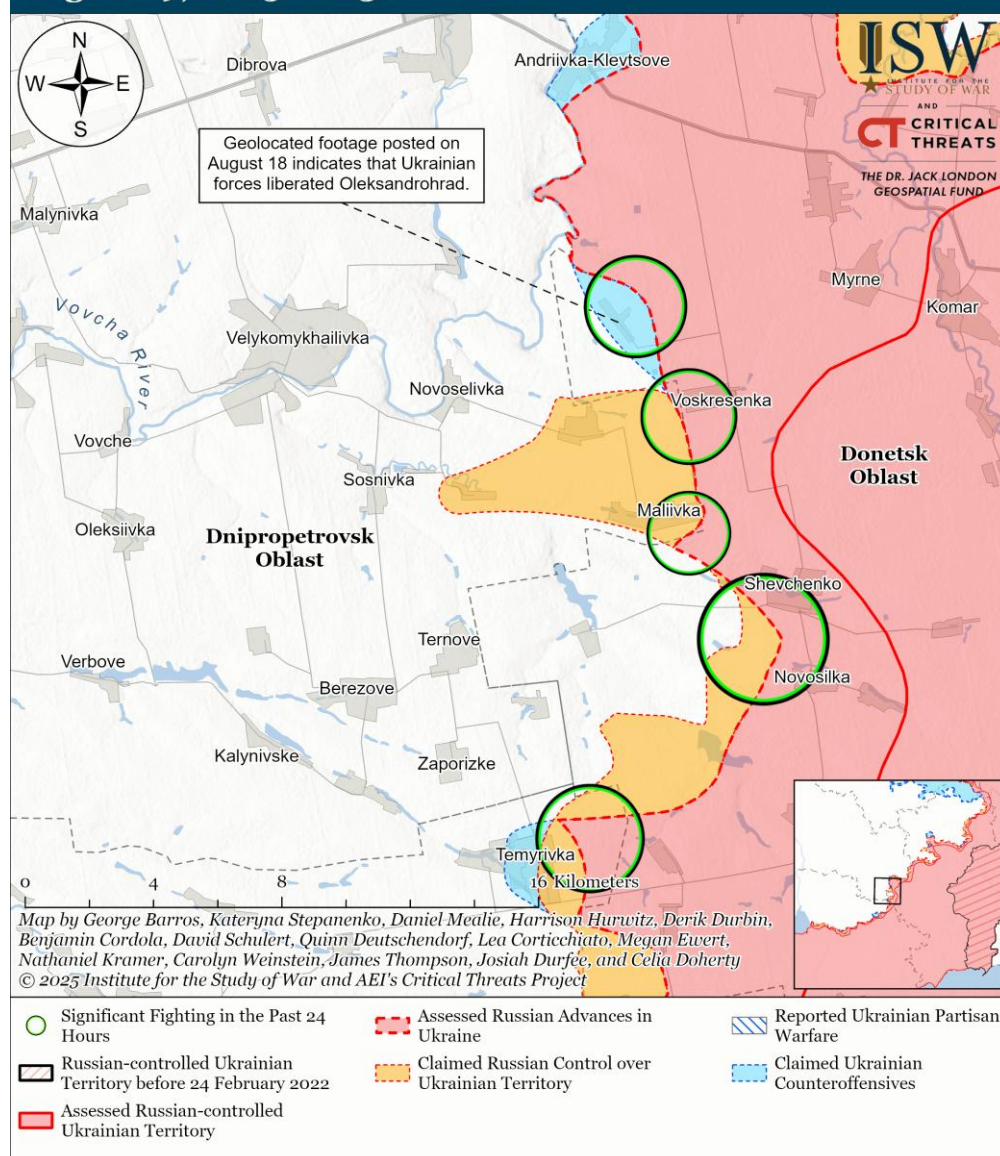 N
W E
S
Dibrova
Andriivka-Klevtsove
ISW
INSTITUTE FOR THE
STUDY OF WAR
AND
CT CRITICAL
THREATS
THE DR. JACK LONDON
GEOSPATIAL FUND
Geolocated footage posted on
August 18 indicates that Ukrainian
forces liberated Oleksandrohrad.
Malynivka
Myrne
Komar
Vovcha River
Velykomykhailivka
Novoselivka
Voskresenka
Vovche
Donetsk
Oblast
Sosnivka
Maliivka
Oleksiivka
Dnipropetrovsk
Oblast
Shevchenko
Ternove
Verbove
Novosilka
Berezove
Kalynivske
Zaporizke
Temyrivka
0 4 8 16 Kilometers
Map by George Barros, Kateryna Stepanenko, Daniel Mealie, Harrison Hurwitz, Derik Durbin,
Benjamin Cordola, David Schulert, Quinn Deutschendorf, Lea Corticchiato, Megan Ewert,
Nathaniel Kramer, Carolyn Weinstein, James Thompson, Josiah Durfee, and Celia Doherty
© 2025 Institute for the Study of War and AEI's Critical Threats Project
Significant Fighting in the Past 24
Hours
Russian-controlled Ukrainian
Territory before 24 February 2022
Assessed Russian-controlled
Ukrainian Territory
Assessed Russian Advances in
Ukraine
Claimed Russian Control over
Ukrainian Territory
Reported Ukrainian Partisan
Warfare
Claimed Ukrainian
Counteroffensives